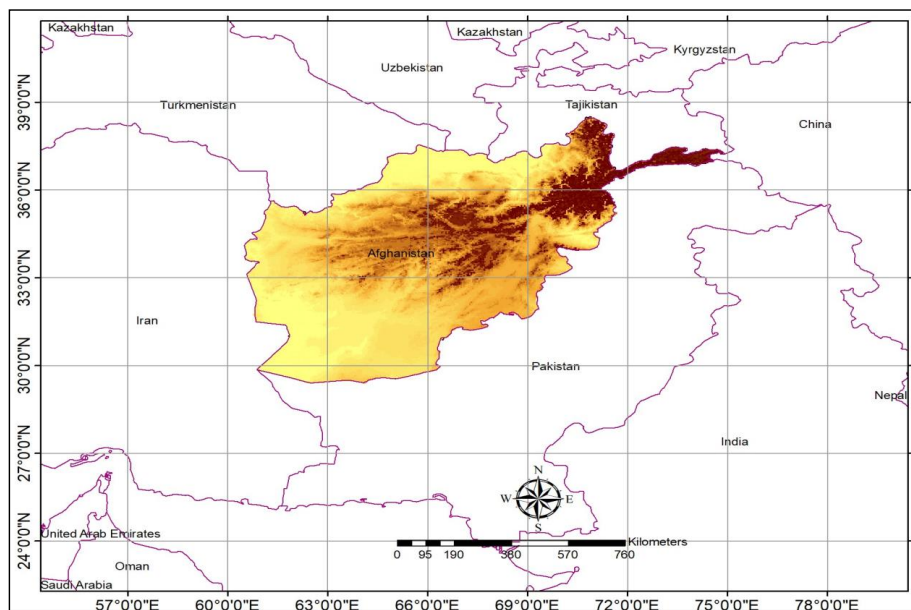 Kazakhstan
Kazakhstan
Kyrgyzstan
Uzbekistan
Turkmenistan
Tajikistan
China
Afghanistan
Iran
Pakistan
Nepal
India
United Arab Emirates
Oman
Saudi Arabia
N
W E
S
Kilometers
0 95 190 380 570 760
39°0'0"N
36°0'0"N
33°0'0"N
30°0'0"N
27°0'0"N
24°0'0"N
57°0'0"E 60°0'0"E 63°0'0"E 66°0'0"E 69°0'0"E 72°0'0"E 75°0'0"E 78°0'0"E